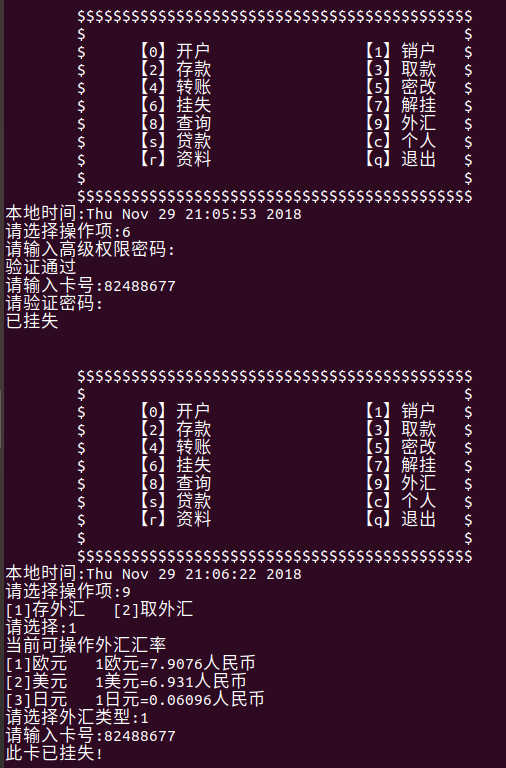 $$$$$$$$$$$$$$$$$$$$$$$$$$$$$$$$$$$$$$$$$$$$
$ $
$ 【0】开户 【1】销户 $
$ 【2】存款 【3】取款 $
$ 【4】转账 【5】密改 $
$ 【6】挂失 【7】解挂 $
$ 【8】查询 【9】外汇 $
$ 【s】贷款 【c】个人 $
$ 【r】资料 【q】退出 $
$ $
$$$$$$$$$$$$$$$$$$$$$$$$$$$$$$$$$$$$$$$$$$$$
本地时间:Thu Nov 29 21:05:53 2018
请选择操作项:6
请输入高级权限密码:
验证通过
请输入卡号:82488677
请验证密码:
已挂失
$$$$$$$$$$$$$$$$$$$$$$$$$$$$$$$$$$$$$$$$$$$$
$ $
$ 【0】开户 【1】销户 $
$ 【2】存款 【3】取款 $
$ 【4】转账 【5】密改 $
$ 【6】挂失 【7】解挂 $
$ 【8】查询 【9】外汇 $
$ 【s】贷款 【c】个人 $
$ 【r】资料 【q】退出 $
$ $
$$$$$$$$$$$$$$$$$$$$$$$$$$$$$$$$$$$$$$$$$$$$
本地时间:Thu Nov 29 21:06:22 2018
请选择操作项:9
[1]存外汇 [2]取外汇
请选择:1
当前可操作外汇汇率
[1]欧元 1欧元=7.9076人民币
[2]美元 1美元=6.931人民币
[3]日元 1日元=0.06096人民币
请选择外汇类型:1
请输入卡号:82488677
此卡已挂失!